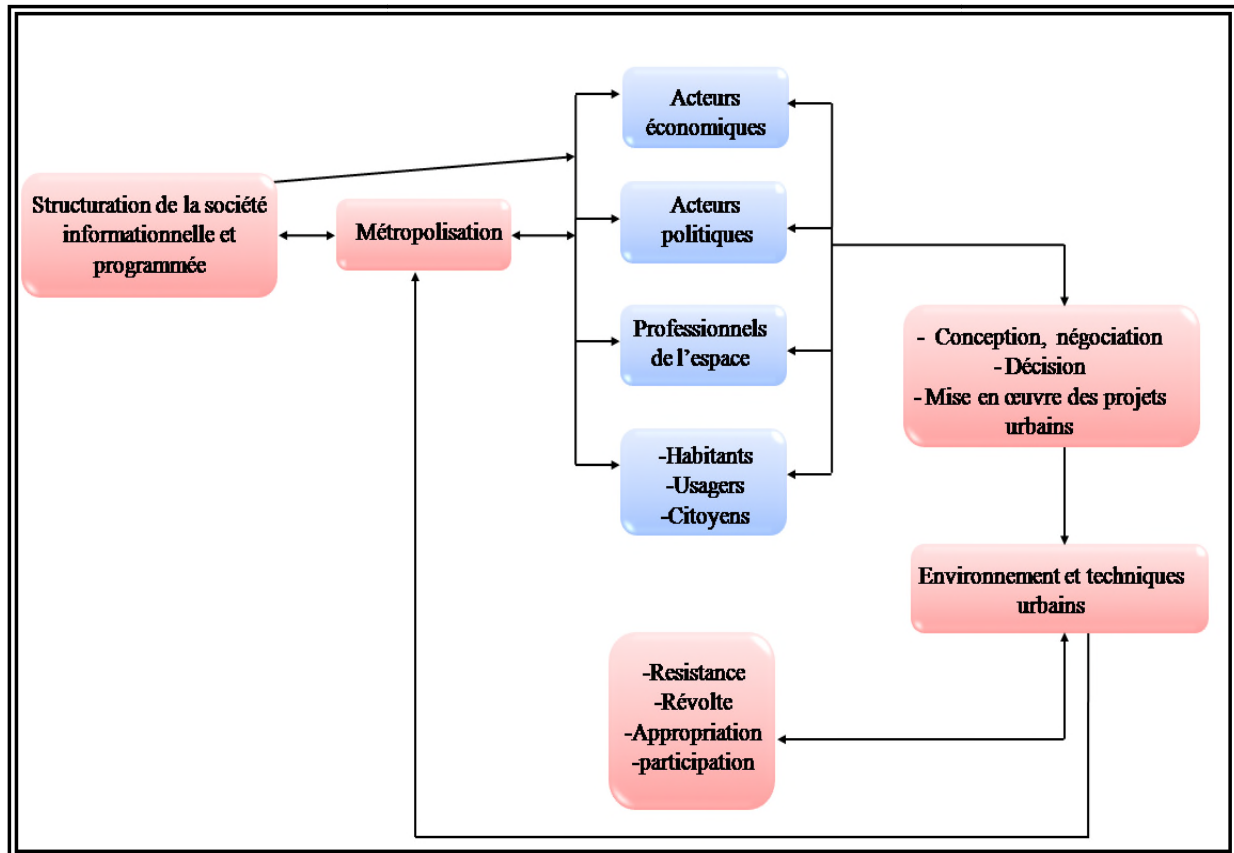 Acteurs
économiques
Structuration de la société
informationnelle et
programmée
Métropolisation
Acteurs
politiques
Professionnels
de l'espace
-Habitants
-Usagers
-Citoyens
- Conception, négociation
-Décision
-Mise en œuvre des projets
urbains
Environnement et techniques
urbains
-Resistance
-Révolte
-Appropriation
-participation